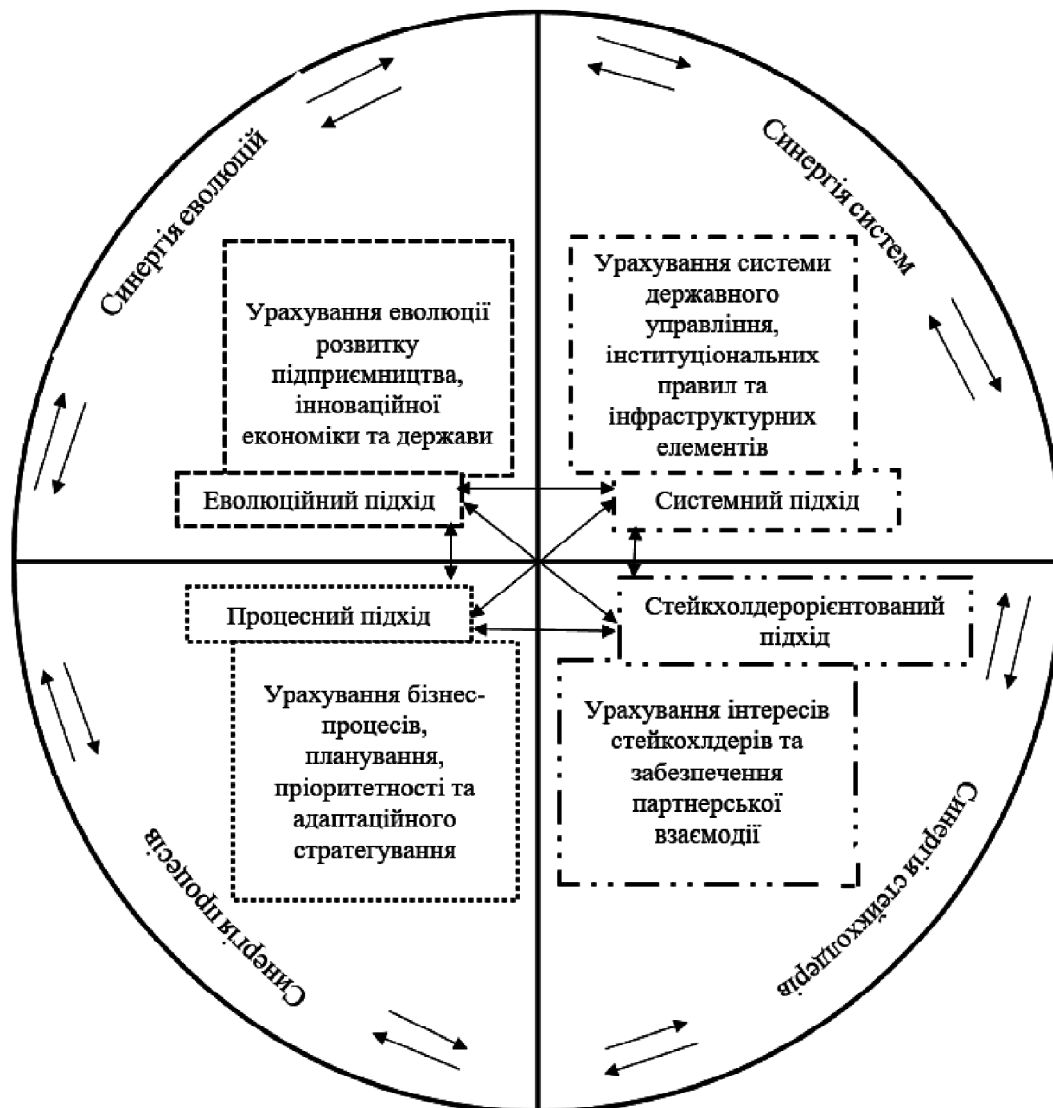 Синергія еволюцій
Урахування еволюції
розвитку
підприємництва,
інноваційної
економіки та держави
Еволюційний підхід
Синергія систем
Урахування системи
державного
управління,
інституціональних
правил та
інфраструктурних
елементів
Системний підхід
Процесний підхід
Урахування бізнес-
процесів,
планування,
пріоритетності та
адаптаційного
стратегування
Синергія процесів
Стейкхолдерорієнтований
підхід
Урахування інтересів
стейкохлдерів та
забезпечення
партнерської
взаємодії
Синергія стейкхолдерів